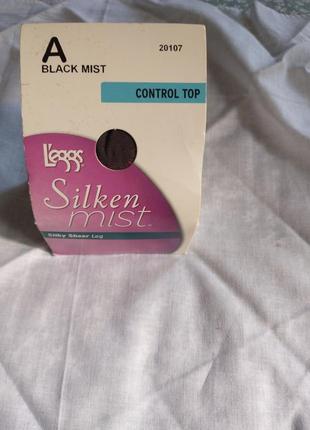 A
20107
BLACK MIST
CONTROL TOP
L'eggs
Silken
mist
Silky Sheer Leg